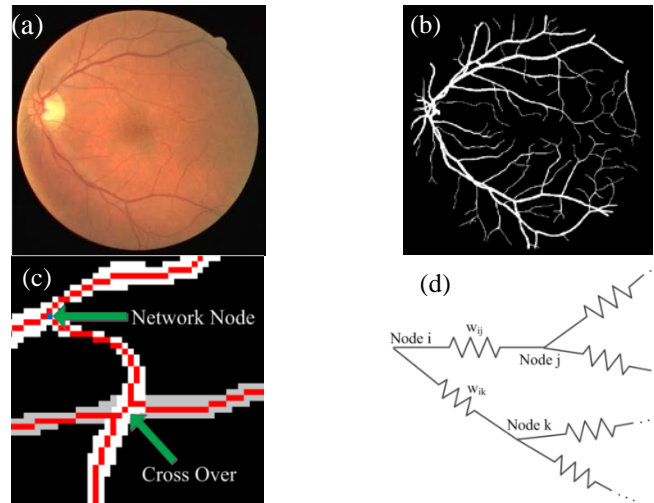 (a)
(b)
(c)
Network Node
Cross Over
(d)
Node i
wij
Node j
wik
Node k